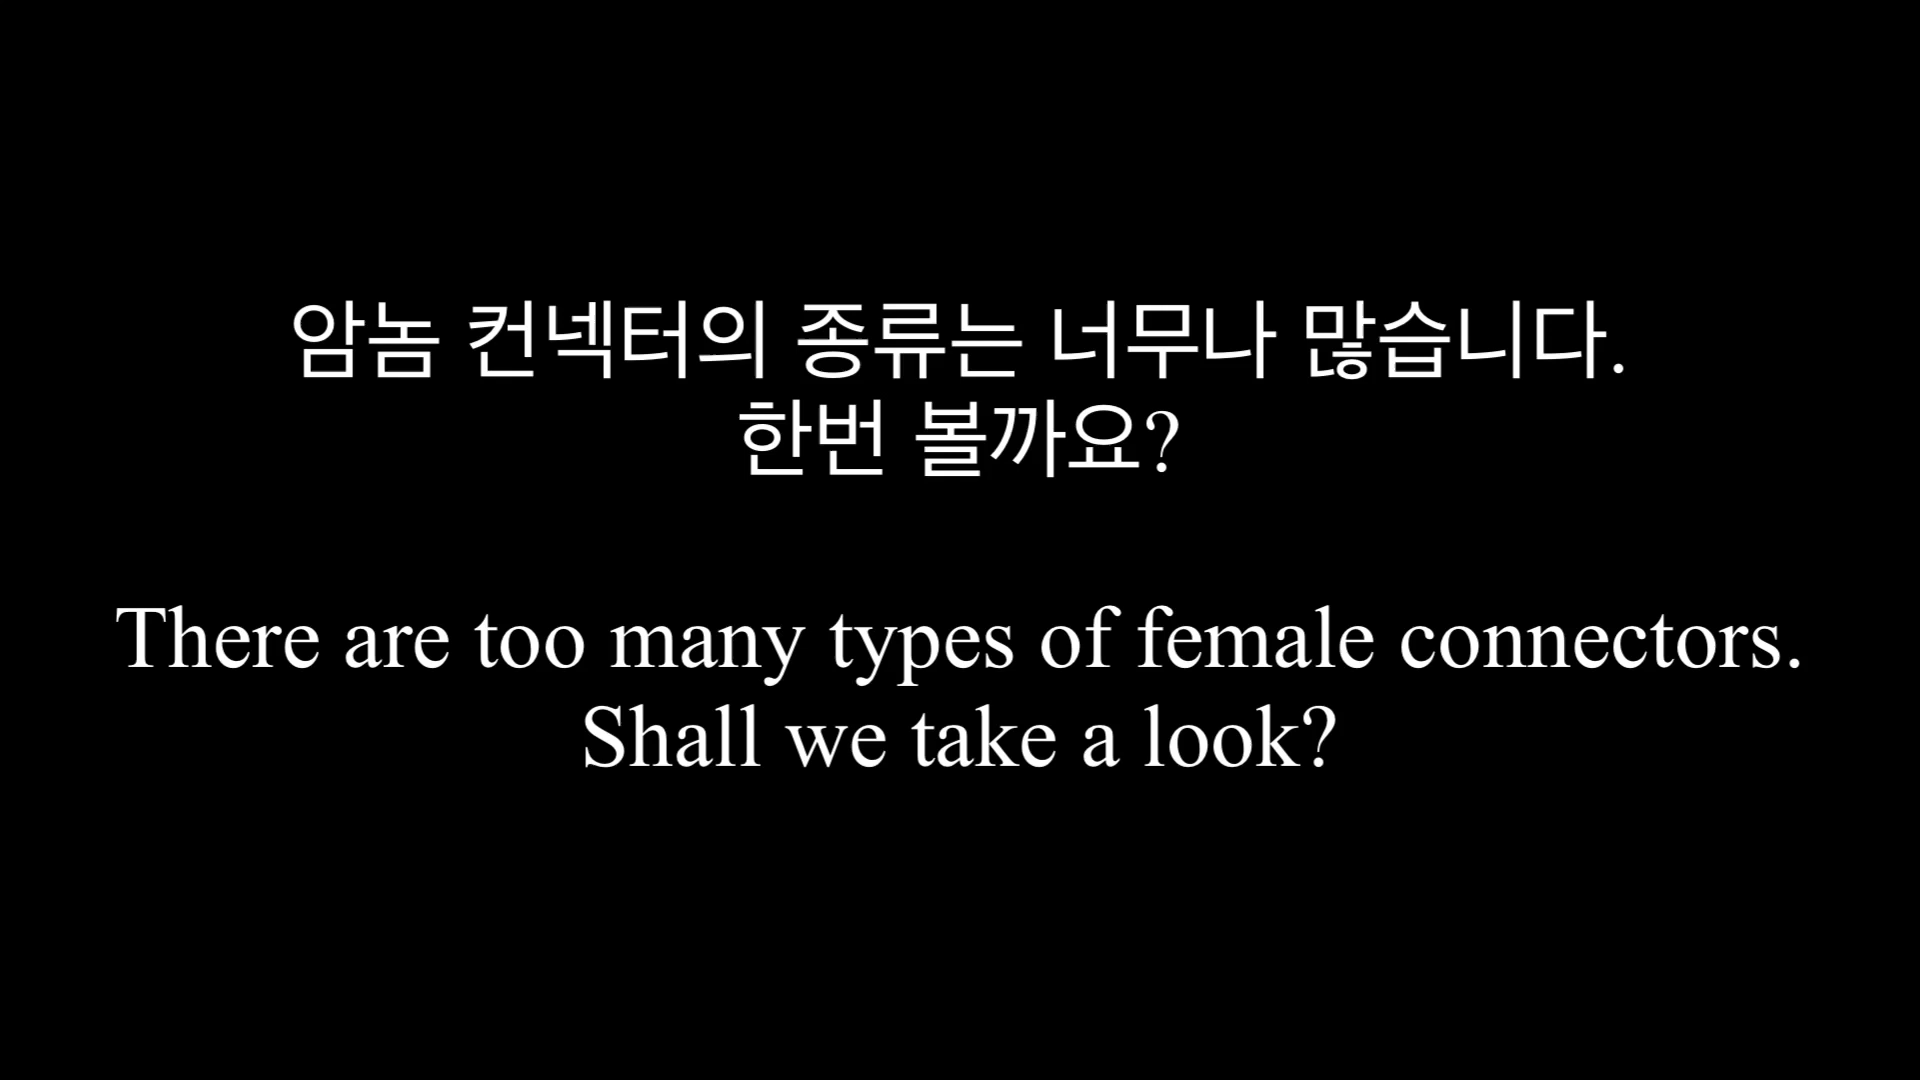 암놈 컨넥터의 종류는 너무나 많습니다.
한번 볼까요?
There are too many types of female connectors.
Shall we take a look?